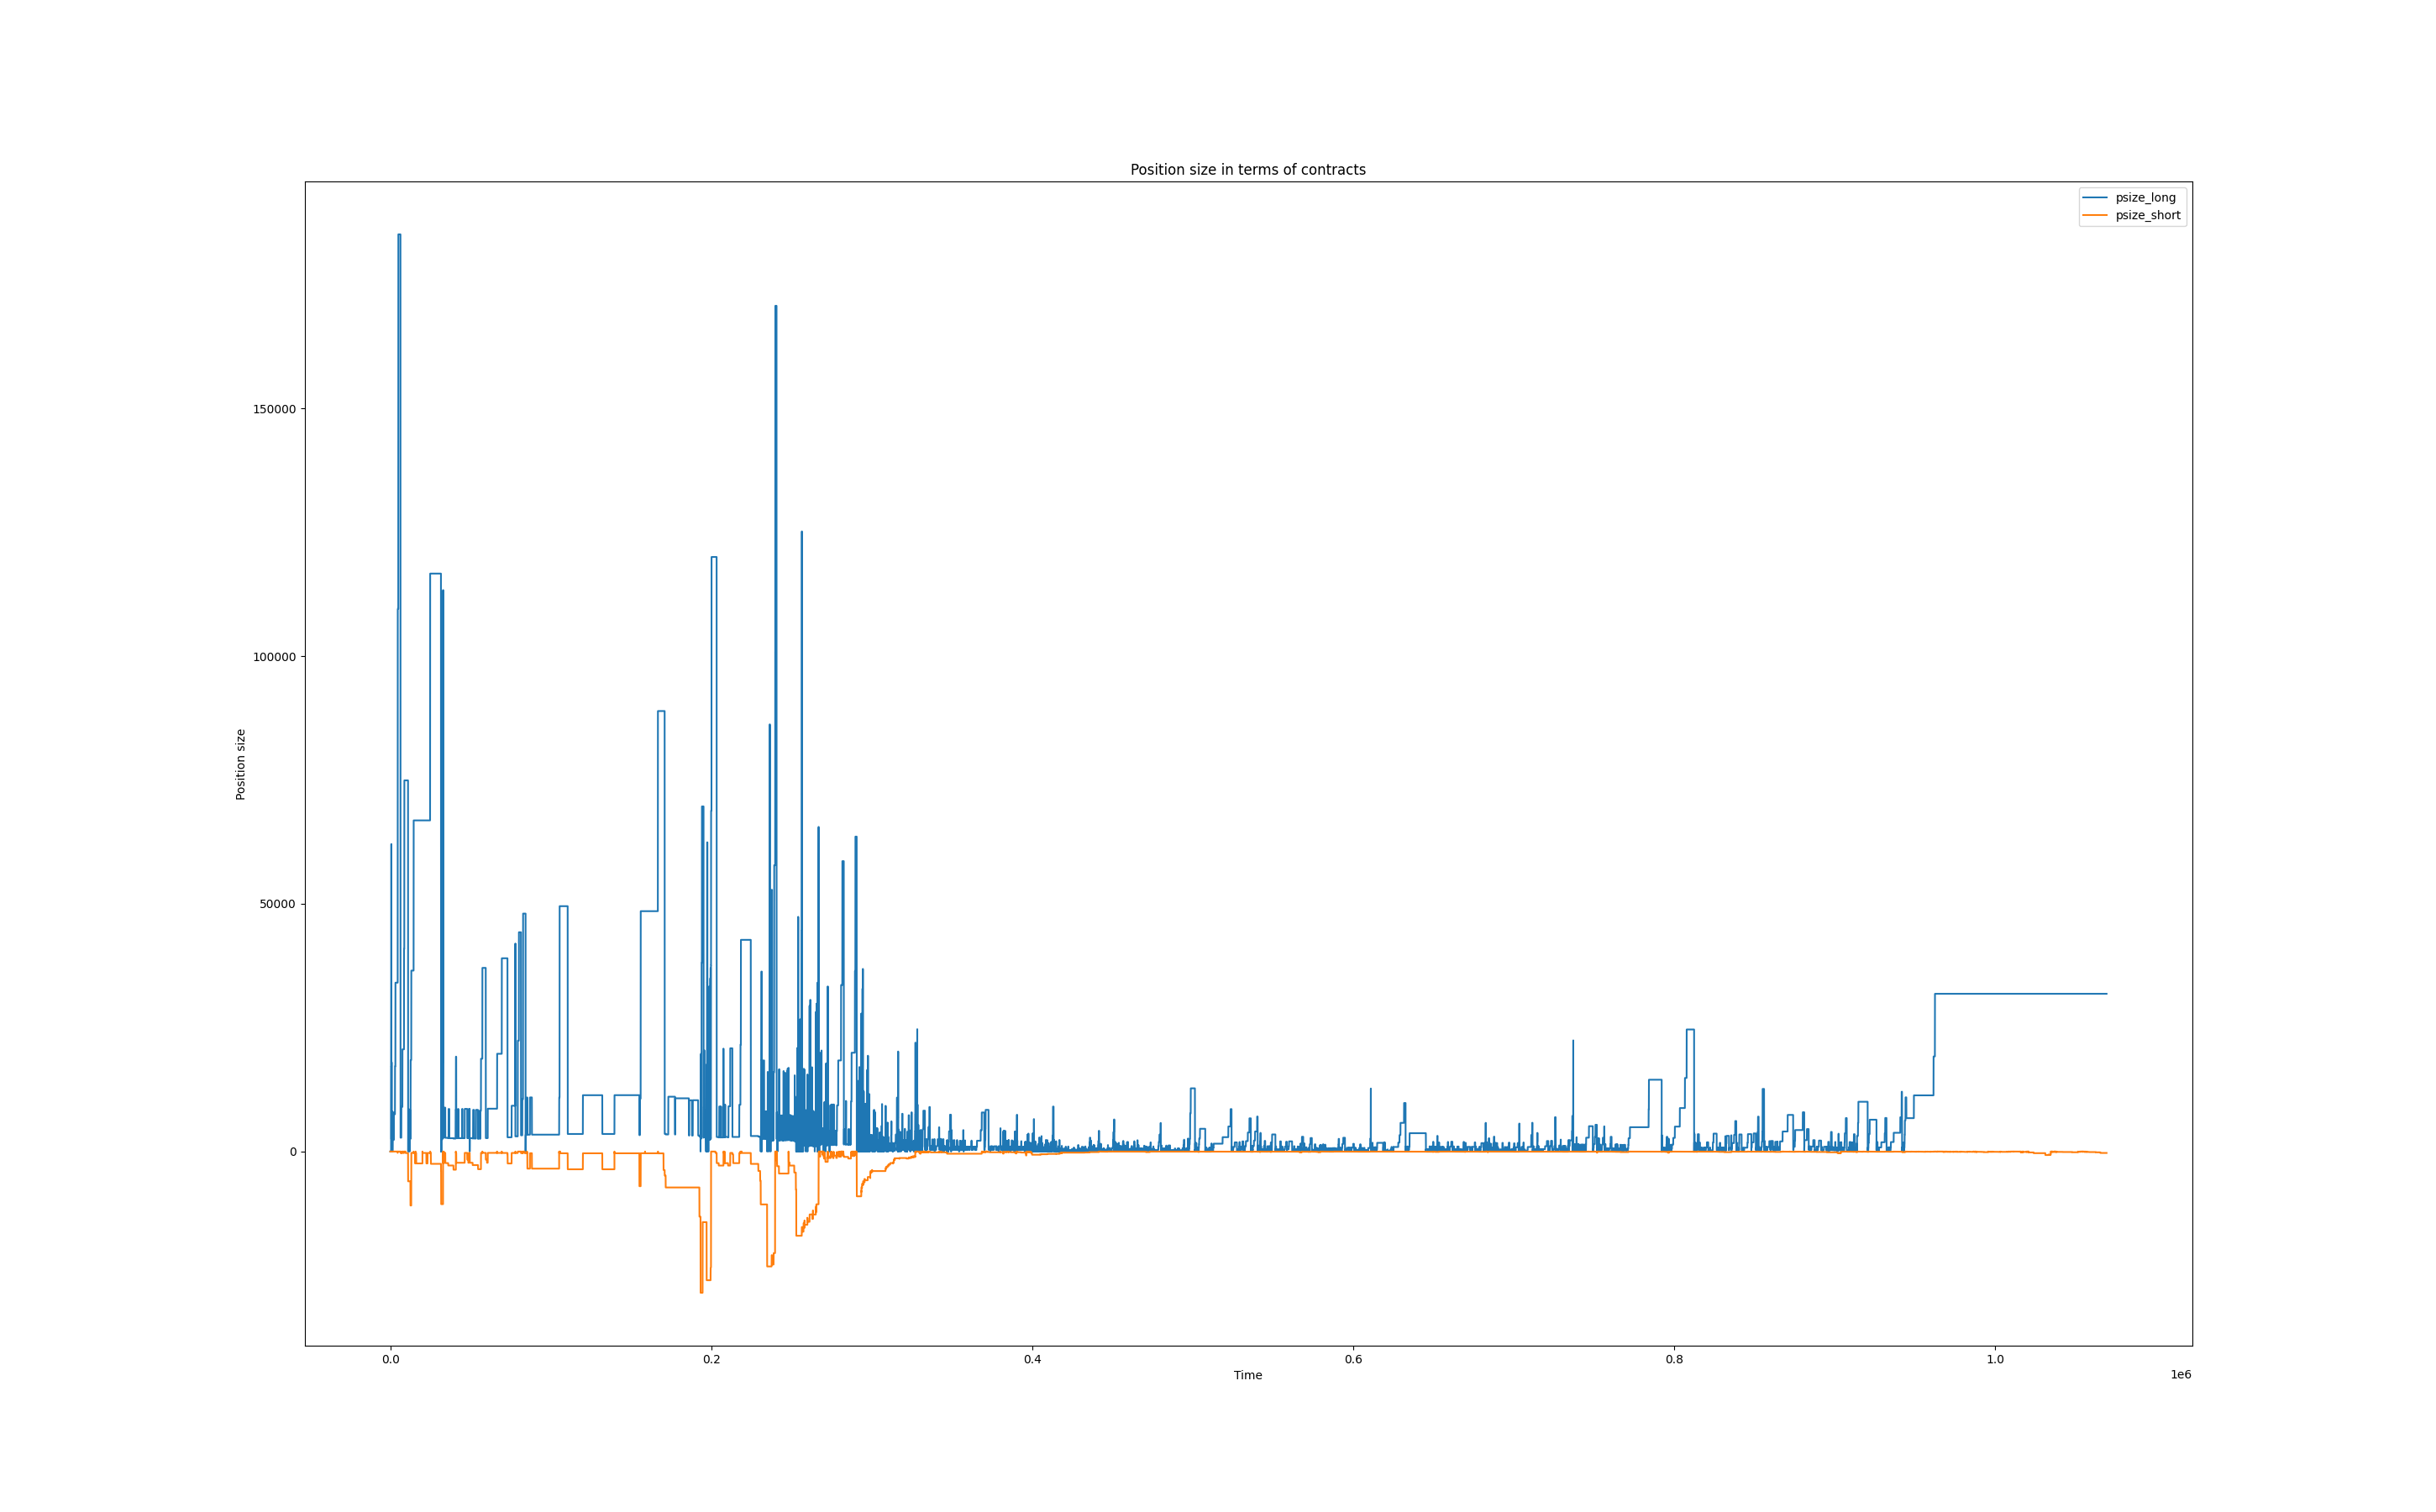 Position size in terms of contracts
psize_long
psize_short
Position size
150000
100000
50000
0
0.0 0.2 0.4 0.6 0.8 1.0
Time
1e6